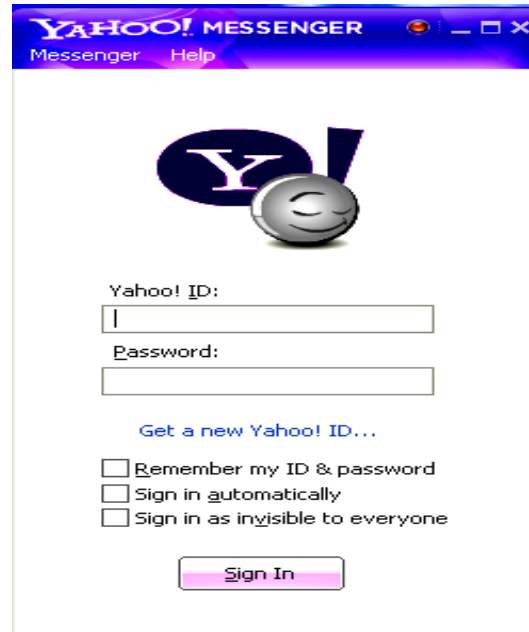 YAHOO! MESSENGER
Messenger Help
Y!
Yahoo! ID:
Password:
Get a new Yahoo! ID...
Remember my ID & password
Sign in automatically
Sign in as invisible to everyone
Sign In